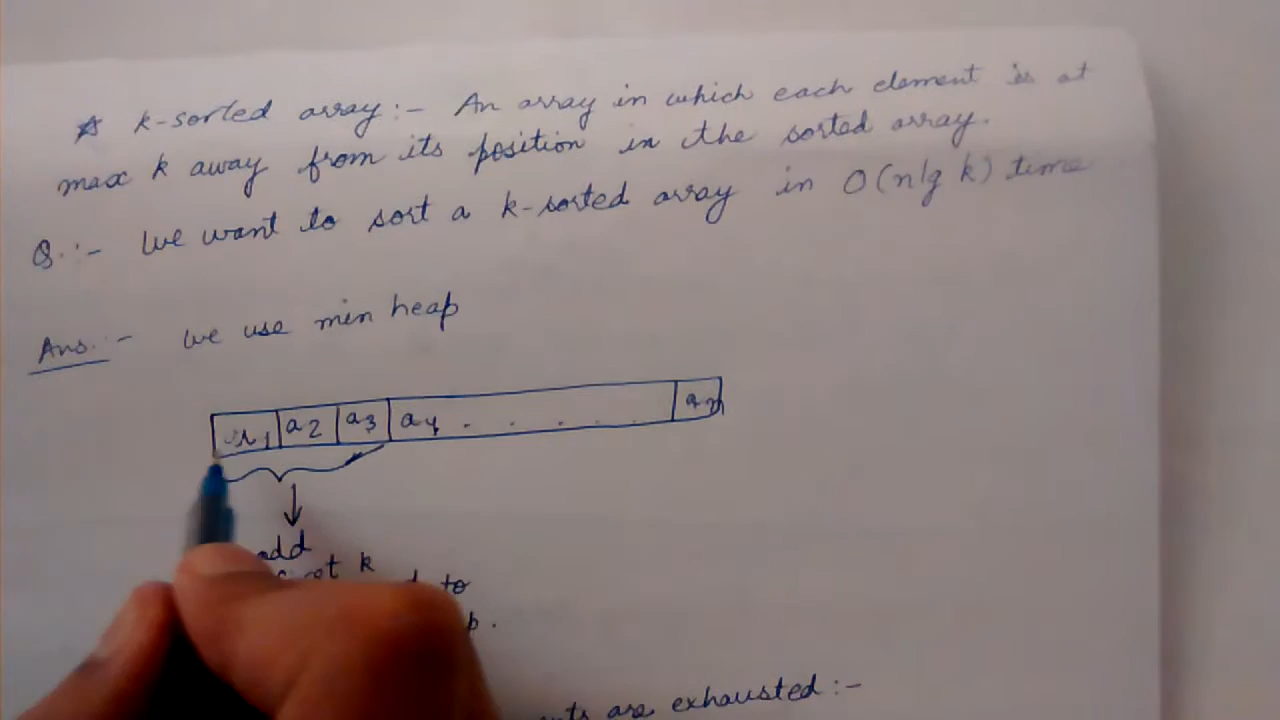 * k-sorted array:- An array in which each element is at
max k away from its position in the sorted array.
Q.:- We want to sort a k-sorted array in O(nlg k) time
Ans.:- we use min heap
a1 a2 a3 a4 . . . . . an
add
k
to
are exhausted:-